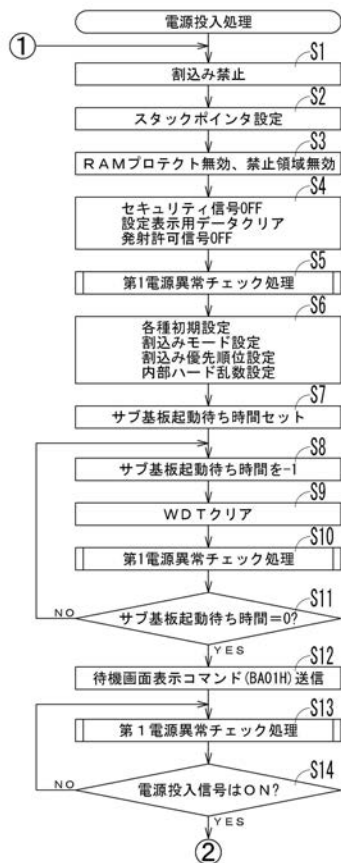 電源投入処理
①
S1
割込み禁止
S2
スタックポインタ設定
S3
RAMプロテクト無効、禁止領域無効
S4
セキュリティ信号OFF
設定表示用データクリア
発射許可信号OFF
S5
第1電源異常チェック処理
S6
各種初期設定
割込みモード設定
割込み優先順位設定
内部ハード乱数設定
S7
サブ基板起動待ち時間セット
S8
サブ基板起動待ち時間を-1
S9
WDTクリア
S10
第1電源異常チェック処理
S11
サブ基板起動待ち時間=0?
NO
YES
S12
待機画面表示コマンド(BA01H)送信
S13
第1電源異常チェック処理
S14
電源投入信号はON?
NO
YES
②